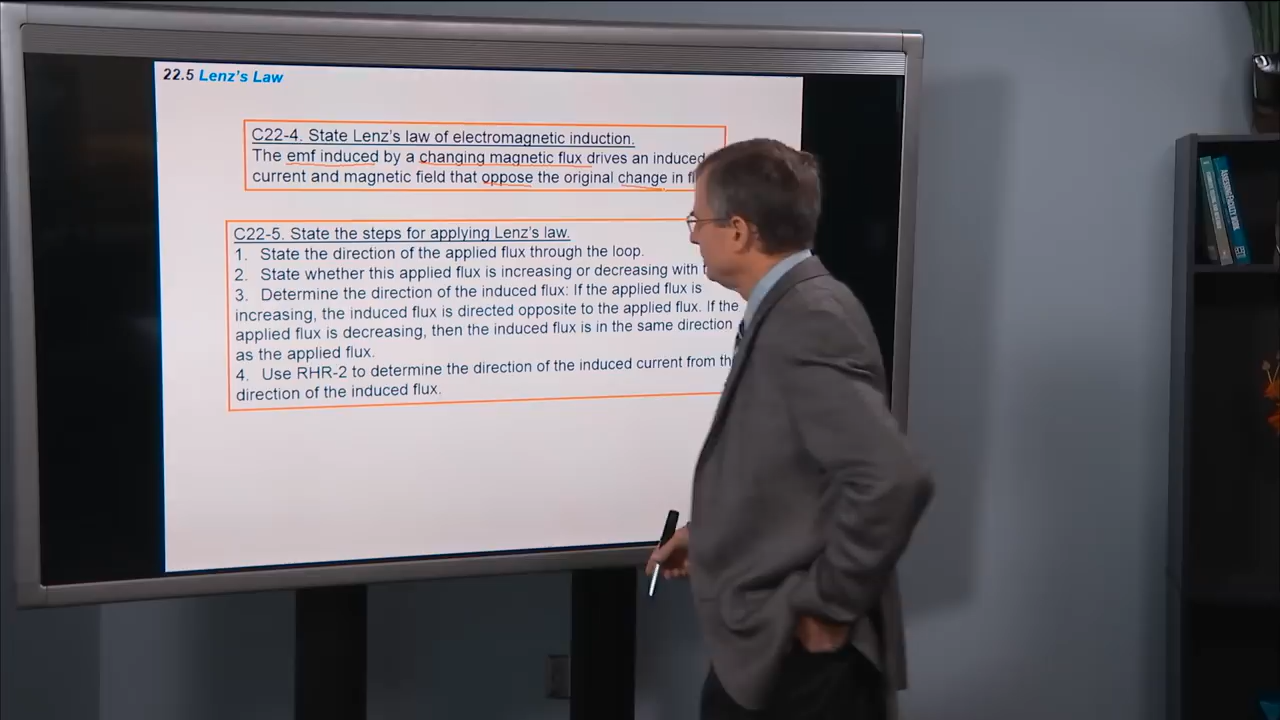 22.5 Lenz's Law
C22-4. State Lenz's law of electromagnetic induction.
The emf induced by a changing magnetic flux drives an induced
current and magnetic field that oppose the original change in
C22-5. State the steps for applying Lenz's law.
1. State the direction of the applied flux through the loop.
2. State whether this applied flux is increasing or decreasing with
3. Determine the direction of the induced flux: If the applied flux is
increasing, the induced flux is directed opposite to the applied flux. If the
applied flux is decreasing, then the induced flux is in the same direction
as the applied flux.
4. Use RHR-2 to determine the direction of the induced current from
direction of the induced flux.